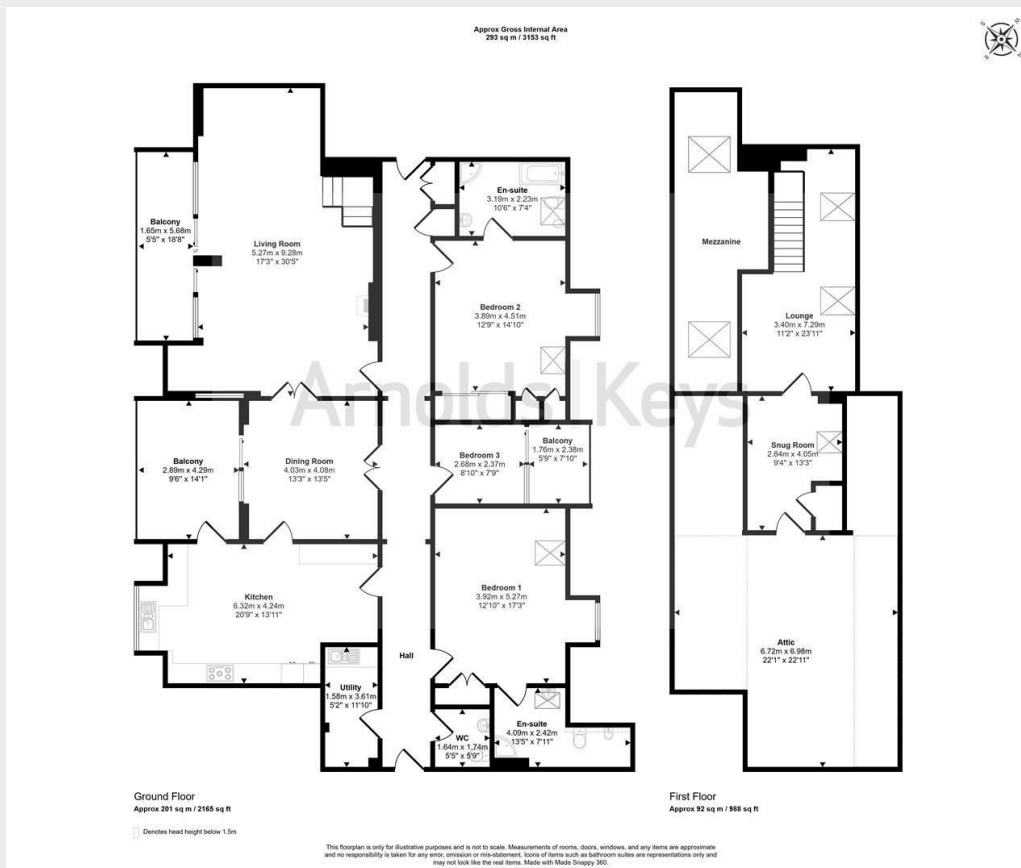 Approx Gross Internal Area
293 sq m / 3153 sq ft
Balcony
1.65m x 5.68m
5'5" x 18'8"
Living Room
5.27m x 9.28m
17'3" x 30'5"
En-suite
3.19m x 2.23m
10'6" x 7'4"
Bedroom 2
3.89m x 4.51m
12'9" x 14'10"
Mezzanine
Lounge
3.40m x 7.29m
11'2" x 23'11"
Arnolds | Keys
Balcony
2.89m x 4.29m
9'6" x 14'1"
Dining Room
4.03m x 4.08m
13'3" x 13'5"
Bedroom 3
2.68m x 2.37m
8'10" x 7'9"
Balcony
1.76m x 2.38m
5'9" x 7'10"
Snug Room
2.84m x 4.05m
9'4" x 13'3"
Kitchen
6.32m x 4.24m
20'9" x 13'11"
Bedroom 1
3.92m x 5.27m
12'10" x 17'3"
Hall
Attic
6.72m x 6.98m
22'1" x 22'11"
Utility
1.58m x 3.61m
5'2" x 11'10"
WC
1.64m x 1.74m
5'5" x 5'9"
En-suite
4.09m x 2.42m
13'5" x 7'11"
Ground Floor
Approx 201 sq m / 2165 sq ft
First Floor
Approx 92 sq m / 988 sq ft
Denotes head height below 1.5m
This floorplan is only for illustrative purposes and is not to scale. Measurements of rooms, doors, windows, and any items are approximate
and no responsibility is taken for any error, omission or mis-statement. Icons of items such as bathroom suites are representations only and
may not look like the real items. Made with Made Snappy 360.